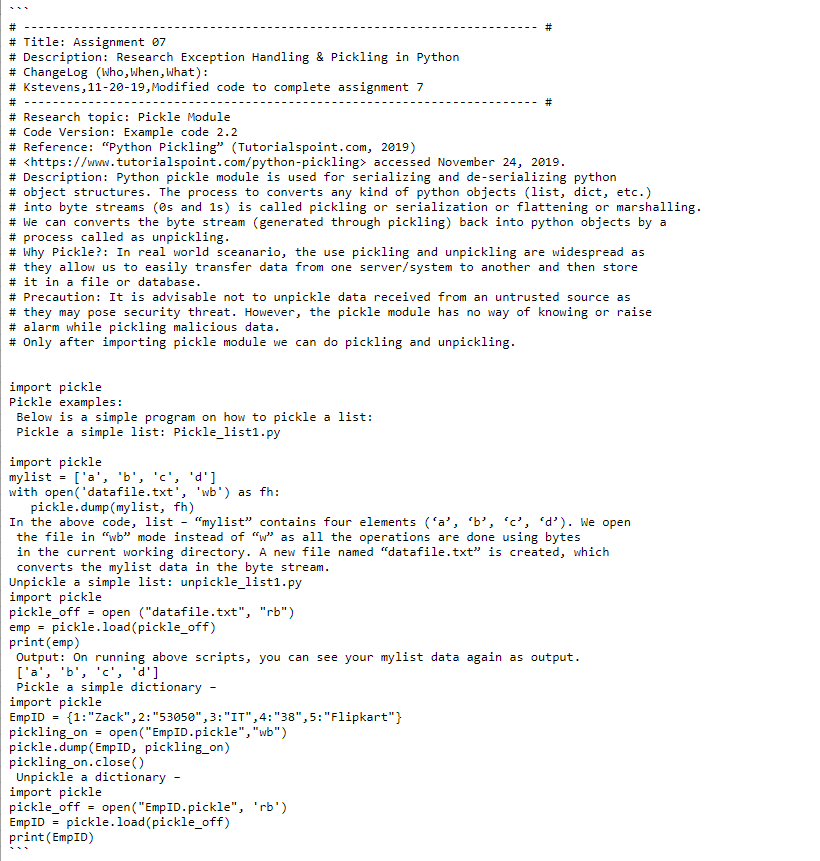 ```
# ------------------------------------------------------------------- #
# Title: Assignment 07
# Description: Research Exception Handling & Pickling in Python
# ChangeLog (Who,When,What):
# Kstevens,11-20-19,Modified code to complete assignment 7
# ------------------------------------------------------------------- #
# Research topic: Pickle Module
# Code Version: Example code 2.2
# Reference: “Python Pickling” (Tutorialspoint.com, 2019)
# <https://www.tutorialspoint.com/python-pickling> accessed November 24, 2019.
# Description: Python pickle module is used for serializing and de-serializing python
# object structures. The process to converts any kind of python objects (list, dict, etc.)
# into byte streams (0s and 1s) is called pickling or serialization or flattening or marshalling.
# We can converts the byte stream (generated through pickling) back into python objects by a
# process called as unpickling.
# Why Pickle?: In real world sceanario, the use pickling and unpickling are widespread as
# they allow us to easily transfer data from one server/system to another and then store
# it in a file or database.
# Precaution: It is advisable not to unpickle data received from an untrusted source as
# they may pose security threat. However, the pickle module has no way of knowing or raise
# alarm while pickling malicious data.
# Only after importing pickle module we can do pickling and unpickling.


import pickle
Pickle examples:
 Below is a simple program on how to pickle a list:
 Pickle a simple list: Pickle_list1.py

import pickle
mylist = ['a', 'b', 'c', 'd']
with open('datafile.txt', 'wb') as fh:
   pickle.dump(mylist, fh)
In the above code, list – “mylist” contains four elements (‘a’, ‘b’, ‘c’, ‘d’). We open
 the file in “wb” mode instead of “w” as all the operations are done using bytes
 in the current working directory. A new file named “datafile.txt” is created, which
 converts the mylist data in the byte stream.
Unpickle a simple list: unpickle_list1.py
import pickle
pickle_off = open ("datafile.txt", "rb")
emp = pickle.load(pickle_off)
print(emp)
 Output: On running above scripts, you can see your mylist data again as output.
 ['a', 'b', 'c', 'd']
 Pickle a simple dictionary –
import pickle
EmpID = {1:"Zack",2:"53050",3:"IT",4:"38",5:"Flipkart"}
pickling_on = open("EmpID.pickle","wb")
pickle.dump(EmpID, pickling_on)
pickling_on.close()
 Unpickle a dictionary –
import pickle
pickle_off = open("EmpID.pickle", 'rb')
EmpID = pickle.load(pickle_off)
print(EmpID)
```